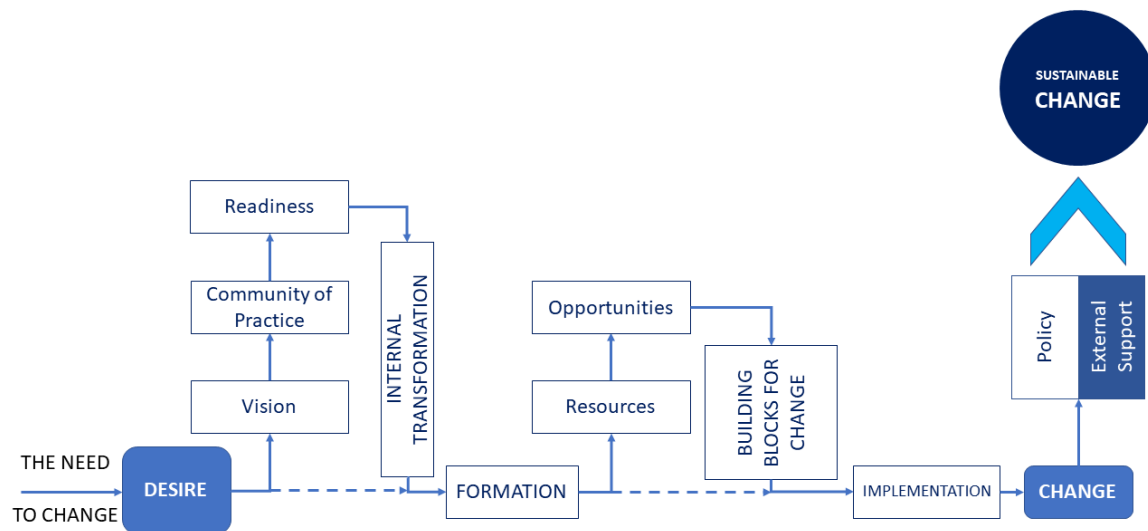 SUSTAINABLE
CHANGE
Readiness
Community of
Practice
Vision
INTERNAL
TRANSFORMATION
THE NEED
TO CHANGE
DESIRE
FORMATION
Opportunities
Resources
BUILDING
BLOCKS FOR
CHANGE
IMPLEMENTATION
CHANGE
Policy
External
Support